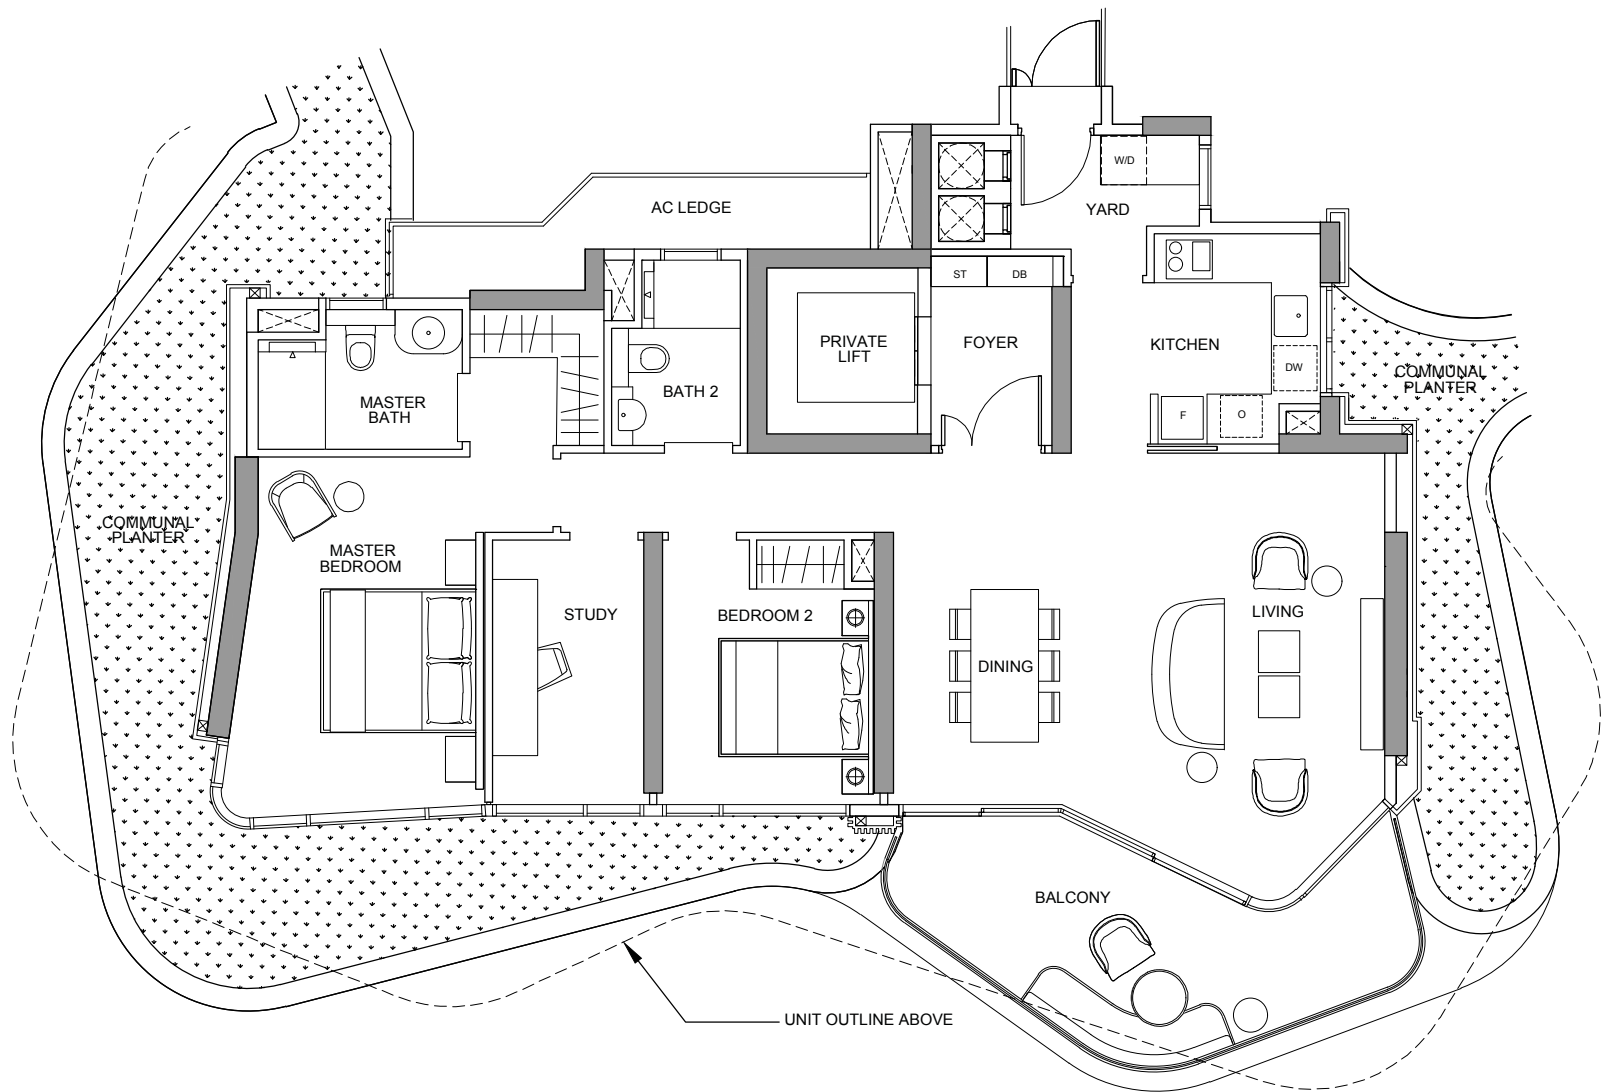 W/D
AC LEDGE
YARD
ST
DB
PRIVATE
LIFT
FOYER
KITCHEN
DW
COMMUNAL
PLANTER
MASTER
BATH
BATH 2
F
O
COMMUNAL
PLANTER
MASTER
BEDROOM
STUDY
BEDROOM 2
LIVING
DINING
BALCONY
UNIT OUTLINE ABOVE